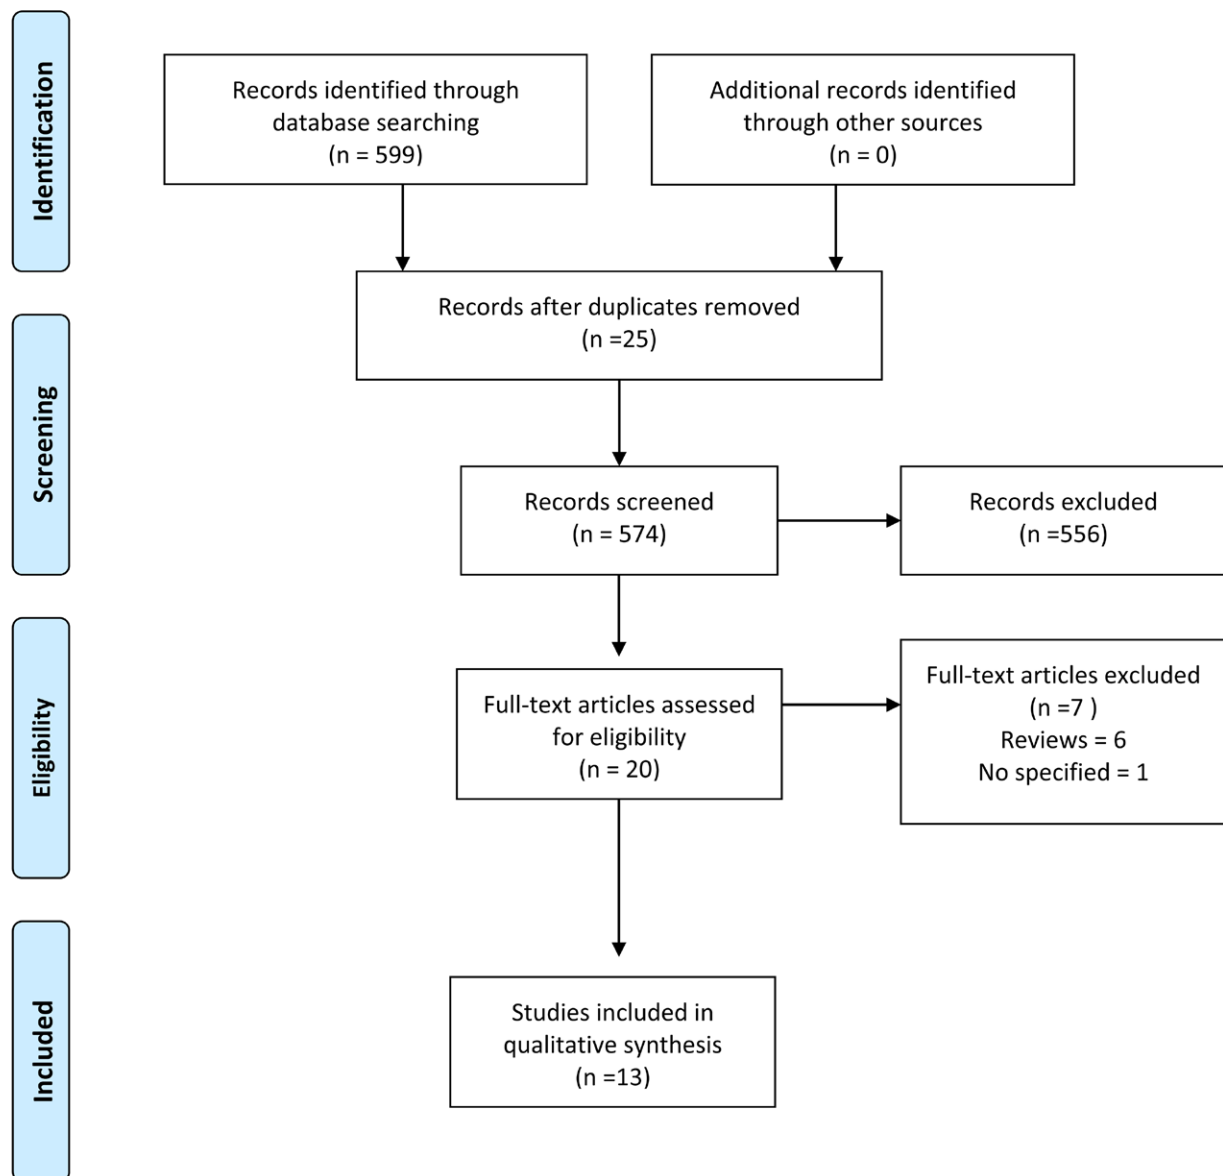 Identification
Records identified through
database searching
(n = 599)
Additional records identified
through other sources
(n = 0)
Records after duplicates removed
(n =25)
Screening
Records screened
(n = 574)
Records excluded
(n =556)
Eligibility
Full-text articles assessed
for eligibility
(n = 20)
Full-text articles excluded
(n =7 )
Reviews = 6
No specified = 1
Included
Studies included in
qualitative synthesis
(n =13)